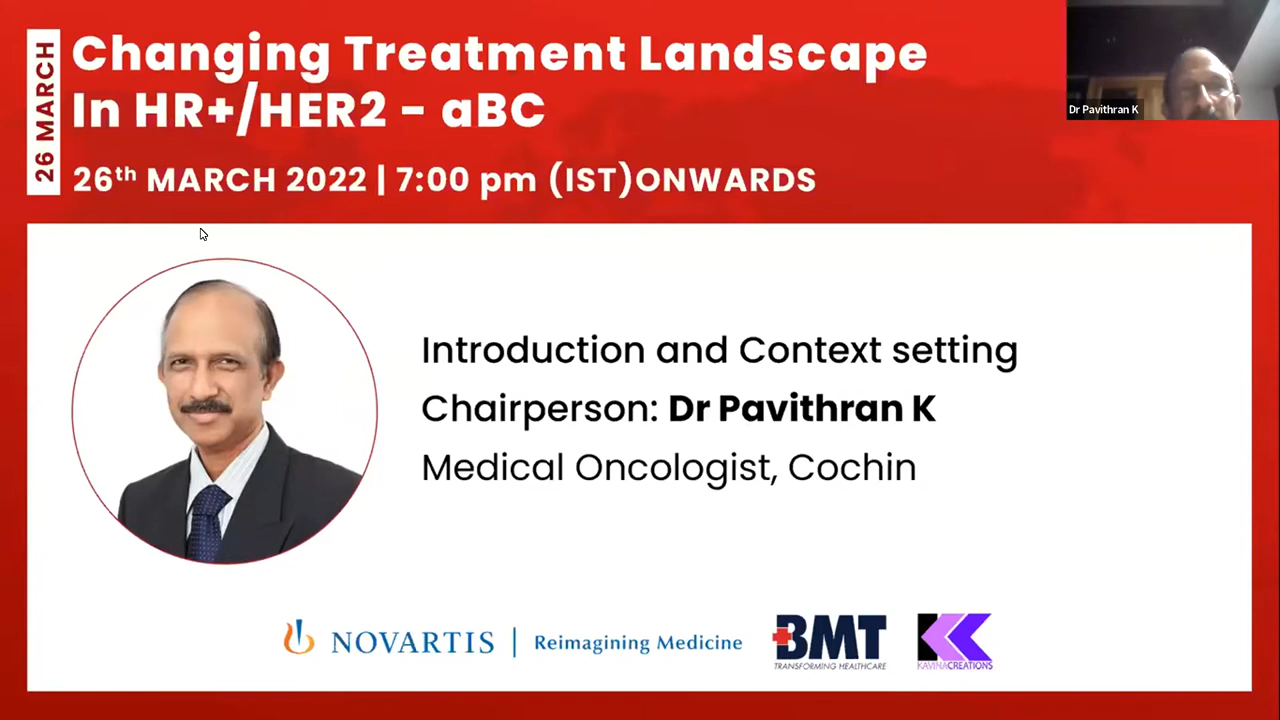 26 MARCH
Changing Treatment Landscape
In HR+/HER2 - aBC
26th MARCH 2022 | 7:00 pm (IST)ONWARDS
Dr Pavithran K
Introduction and Context setting
Chairperson: Dr Pavithran K
Medical Oncologist, Cochin
NOVARTIS | Reimagining Medicine
BMT
TRANSFORMING HEALTHCARE
KAVINACREATIONS